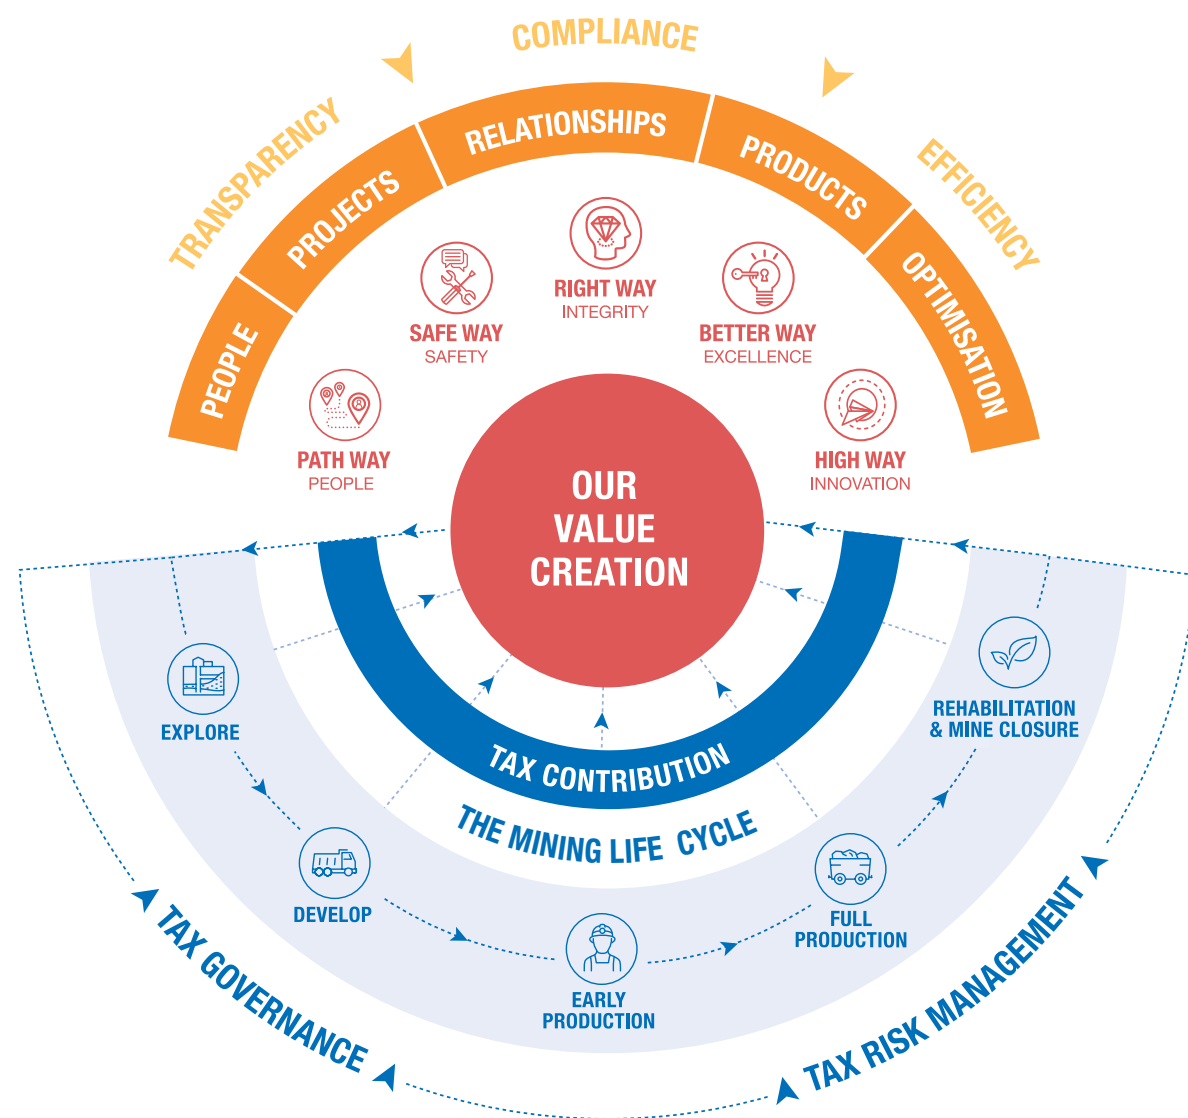 COMPLIANCE
TRANSPARENCY
EFFICIENCY
PEOPLE
PROJECTS
RELATIONSHIPS
PRODUCTS
OPTIMISATION
PATH WAY
PEOPLE
SAFE WAY
SAFETY
RIGHT WAY
INTEGRITY
BETTER WAY
EXCELLENCE
HIGH WAY
INNOVATION
OUR
VALUE
CREATION
TAX CONTRIBUTION
THE MINING LIFE CYCLE
EXPLORE
DEVELOP
EARLY
PRODUCTION
FULL
PRODUCTION
REHABILITATION
& MINE CLOSURE
TAX GOVERNANCE
TAX RISK MANAGEMENT